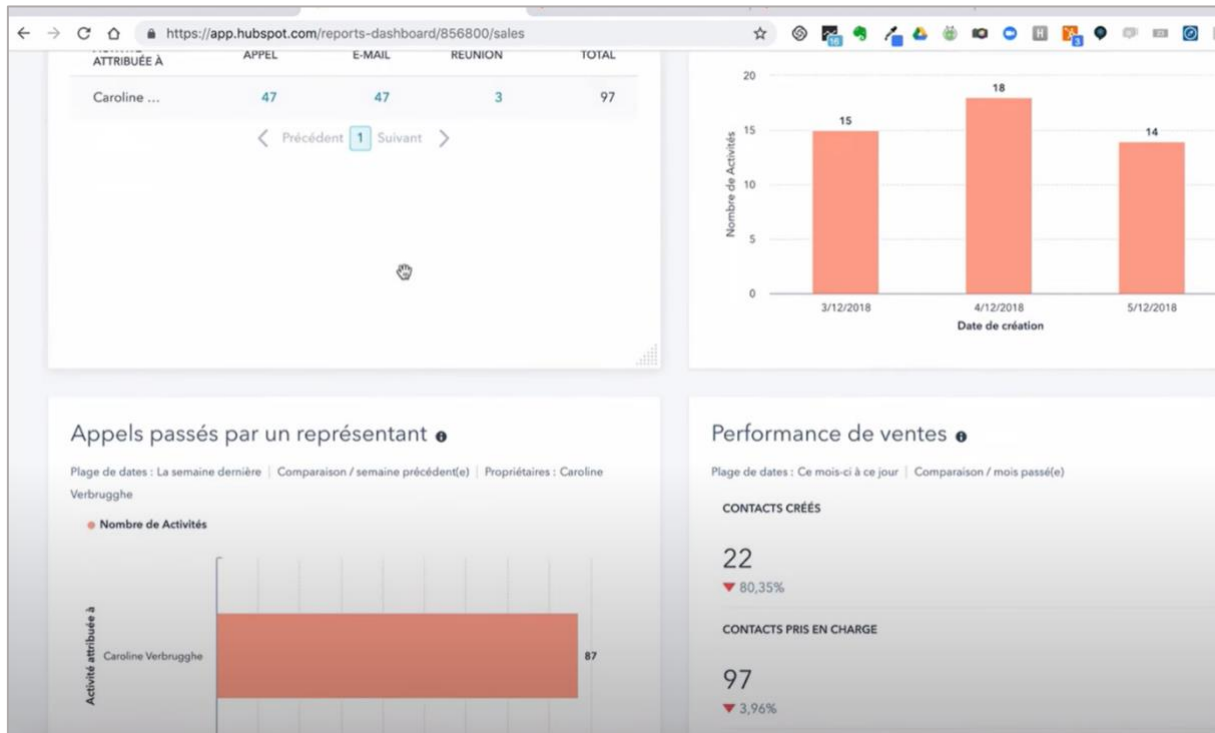 https://app.hubspot.com/reports-dashboard/856800/sales
16
3
ATTRIBUÉE À APPEL E-MAIL RÉUNION TOTAL
Caroline ... 47 47 3 97
Précédent 1 Suivant
20
18
15
15
14
Nombre de Activités
10
5
0
3/12/2018 4/12/2018 5/12/2018
Date de création
Appels passés par un représentant
Plage de dates : La semaine dernière | Comparaison / semaine précédent(e) | Propriétaires : Caroline
Verbrugghe
Nombre de Activités
Activité attribuée à
Caroline Verbrugghe
87
Performance de ventes
Plage de dates : Ce mois-ci à ce jour | Comparaison / mois passé(e)
CONTACTS CRÉÉS
22
80,35%
CONTACTS PRIS EN CHARGE
97
3,96%